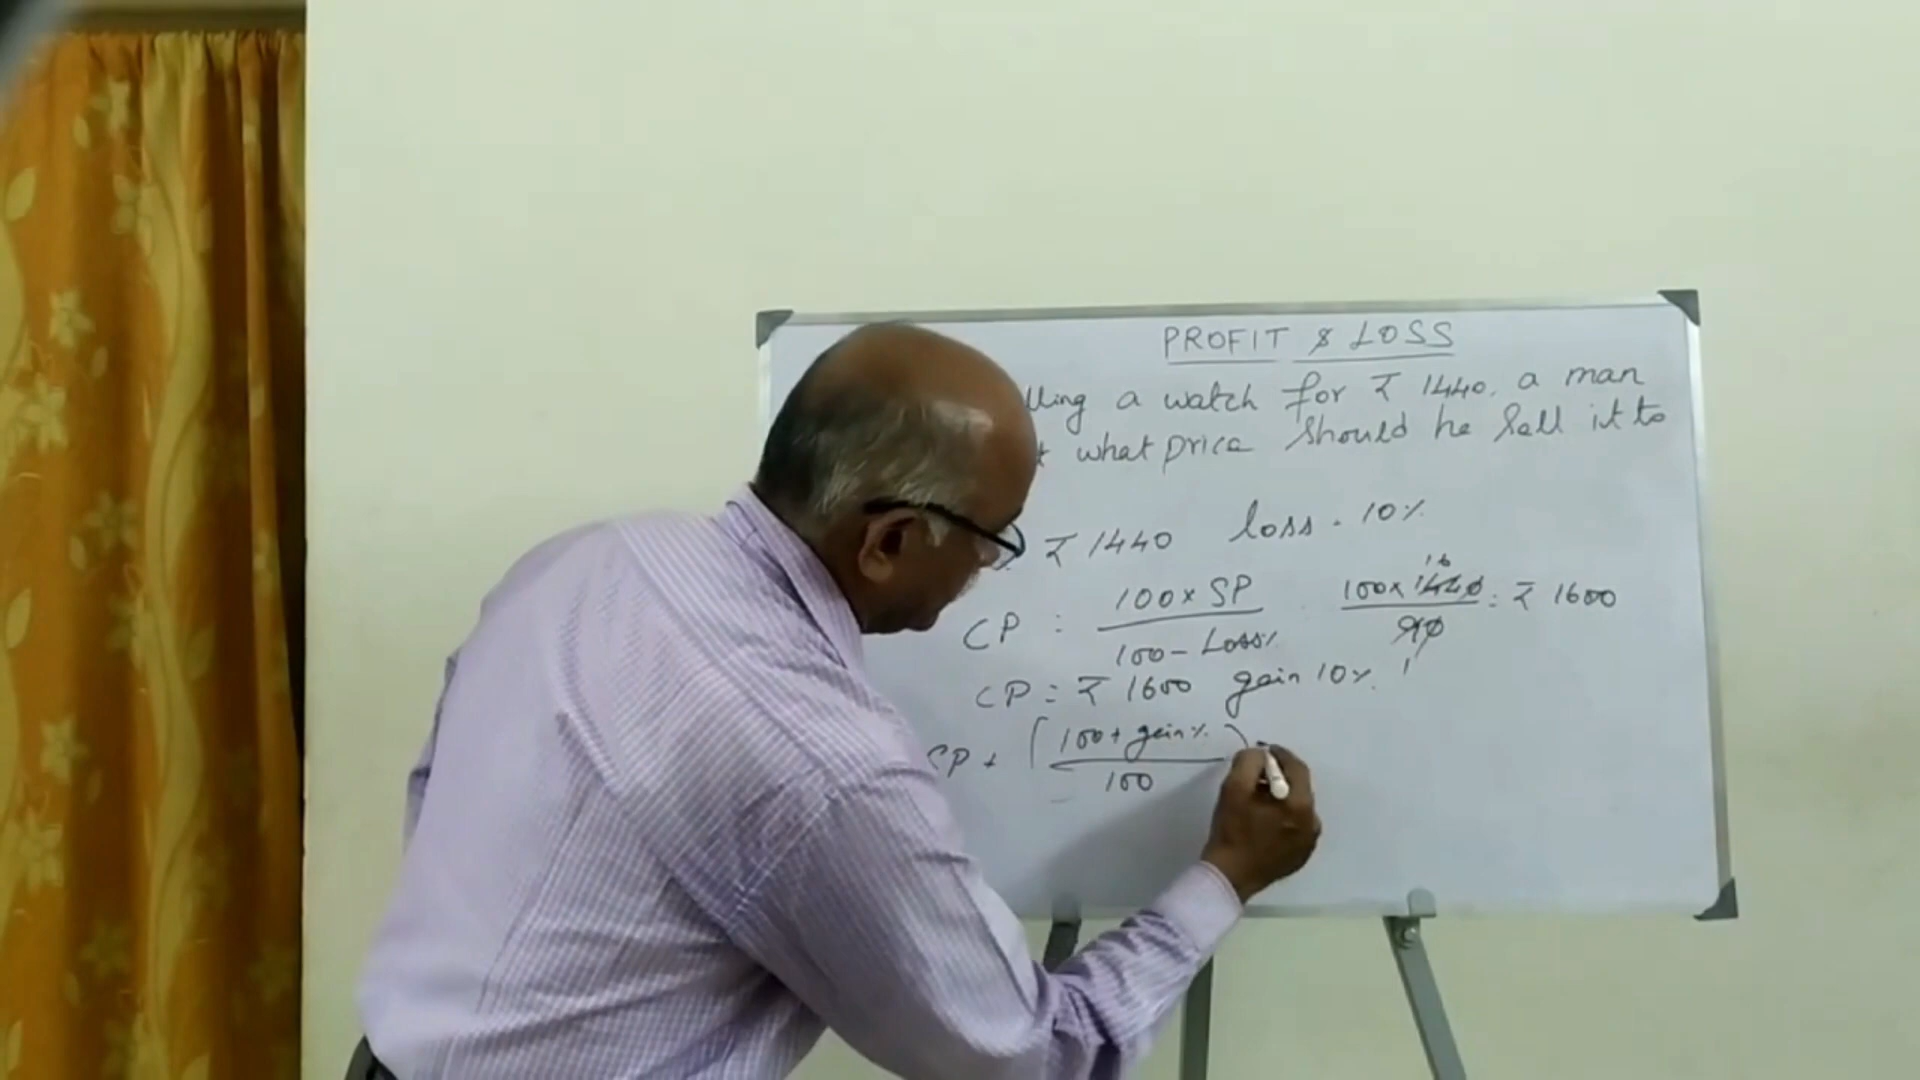 PROFIT & LOSS
lling a watch for ₹ 1440. a man
what price should he sell it to
₹ 1440 loss . 10%
CP : 100 x SP / 100 - Loss% 100 x 1440 / 90 : ₹ 1600
16
CP = ₹ 1600 gain 10%.
SP = ( 100 + gain% / 100 )